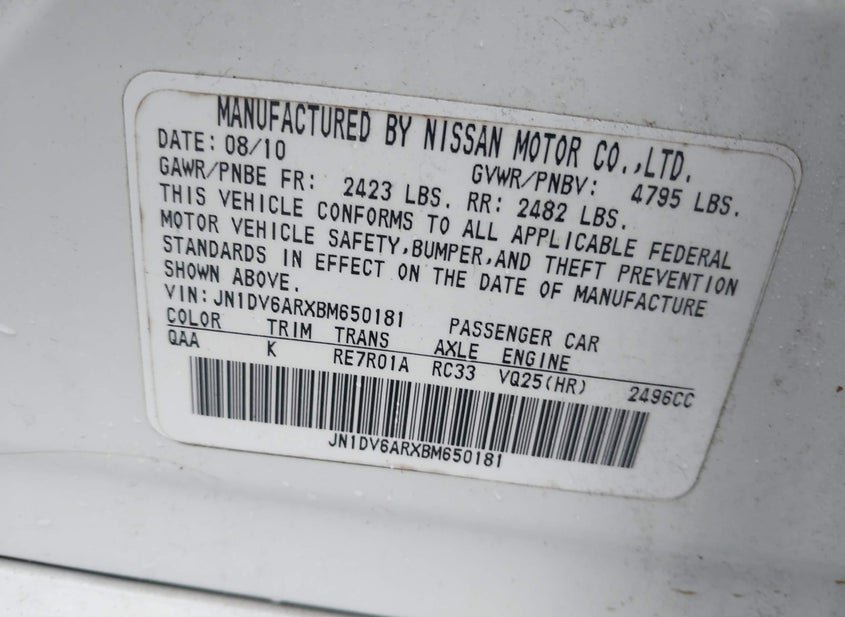 MANUFACTURED BY NISSAN MOTOR CO.,LTD.
DATE: 08/10 GVWR/PNBV: 4795 LBS.
GAWR/PNBE FR: 2423 LBS. RR: 2482 LBS.
THIS VEHICLE CONFORMS TO ALL APPLICABLE FEDERAL
MOTOR VEHICLE SAFETY,BUMPER,AND THEFT PREVENTION
STANDARDS IN EFFECT ON THE DATE OF MANUFACTURE
SHOWN ABOVE.
VIN: JN1DV6ARXBM650181 PASSENGER CAR
COLOR TRIM TRANS AXLE ENGINE
QAA K RE7R01A RC33 VQ25(HR) 2496CC
JN1DV6ARXBM650181